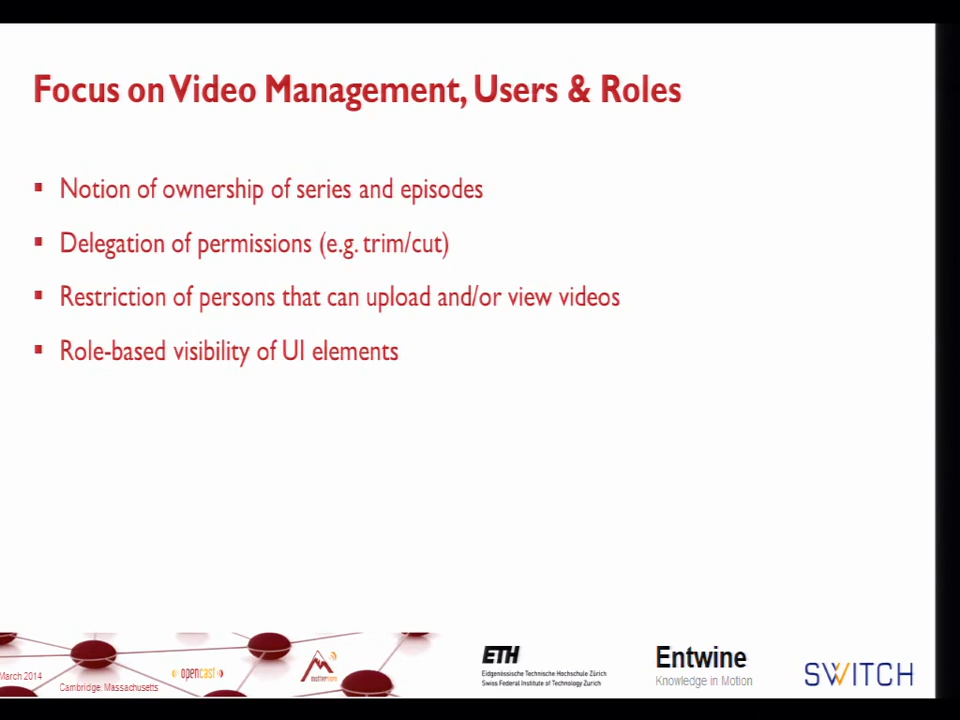 Focus on Video Management, Users & Roles
Notion of ownership of series and episodes
Delegation of permissions (e.g. trim/cut)
Restriction of persons that can upload and/or view videos
Role-based visibility of UI elements
March 2014
Cambridge, Massachusetts
opencast
matterhorn
ETH
Eidgenössische Technische Hochschule Zürich
Swiss Federal Institute of Technology Zurich
Entwine
Knowledge in Motion
SWITCH